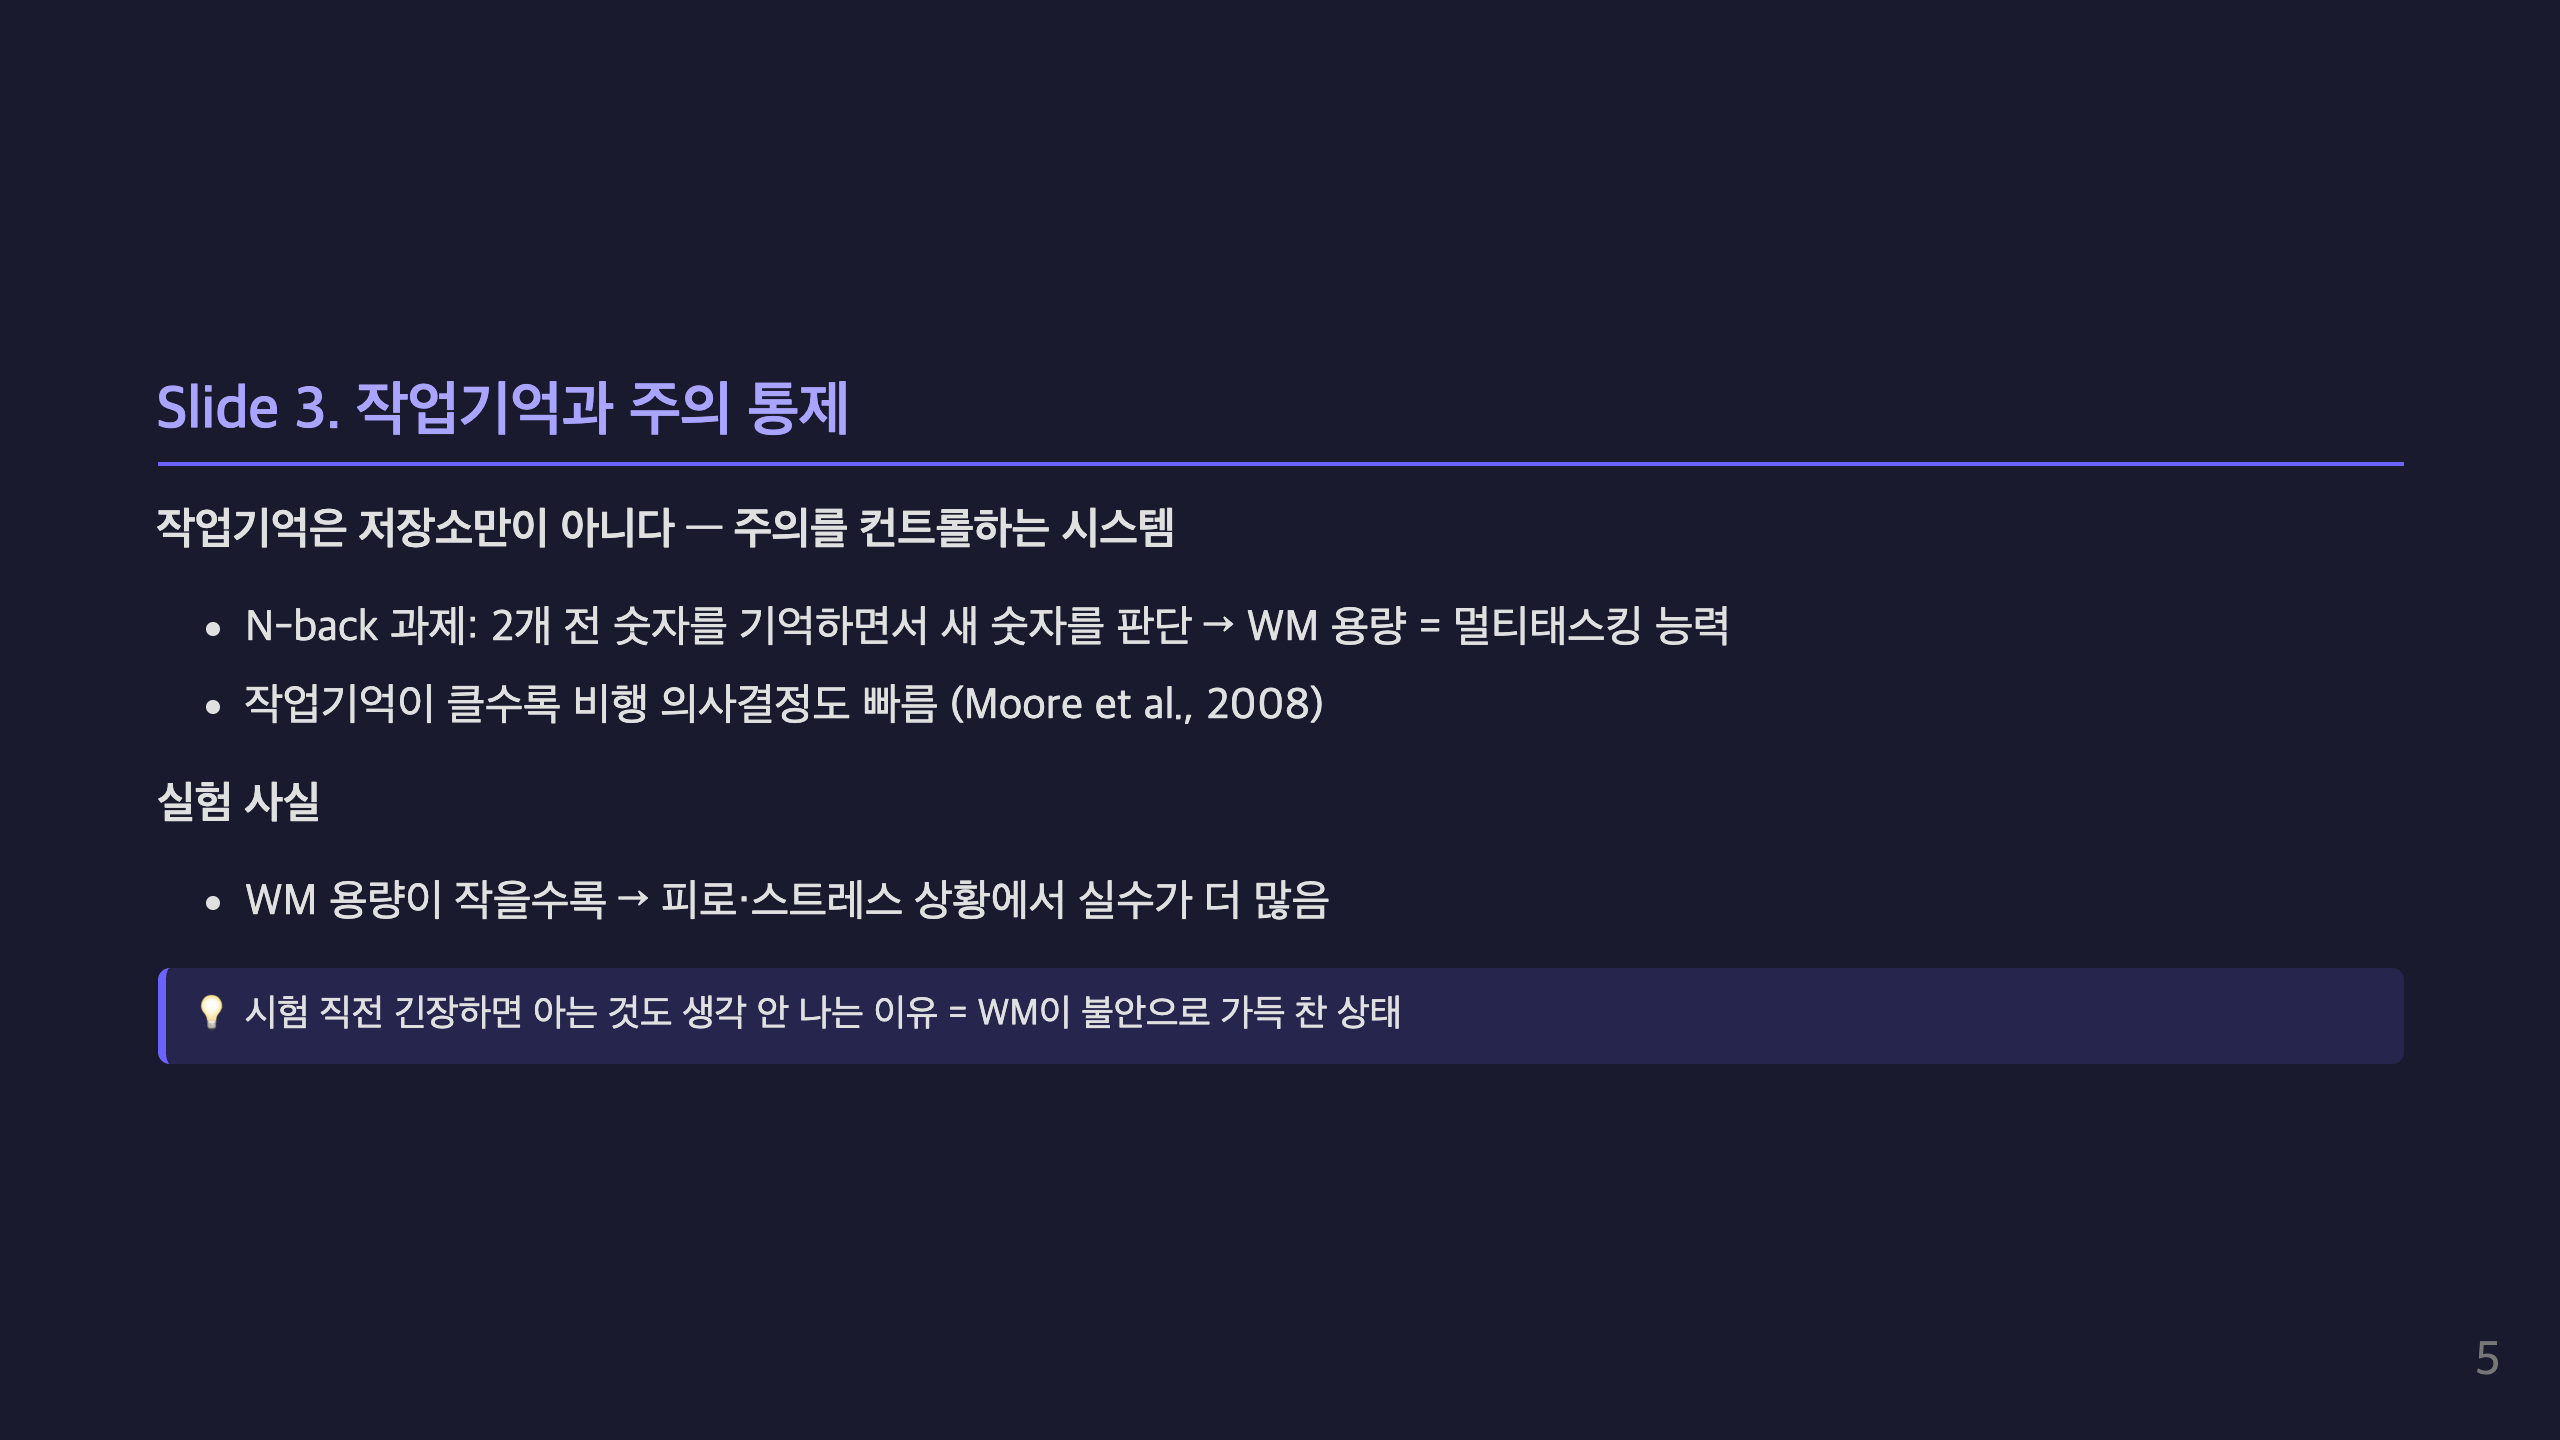 Slide 3. 작업기억과 주의 통제
작업기억은 저장소만이 아니다 — 주의를 컨트롤하는 시스템
• N-back 과제: 2개 전 숫자를 기억하면서 새 숫자를 판단 → WM 용량 = 멀티태스킹 능력
• 작업기억이 클수록 비행 의사결정도 빠름 (Moore et al., 2008)
실험 사실
• WM 용량이 작을수록 → 피로·스트레스 상황에서 실수가 더 많음
💡 시험 직전 긴장하면 아는 것도 생각 안 나는 이유 = WM이 불안으로 가득 찬 상태
5